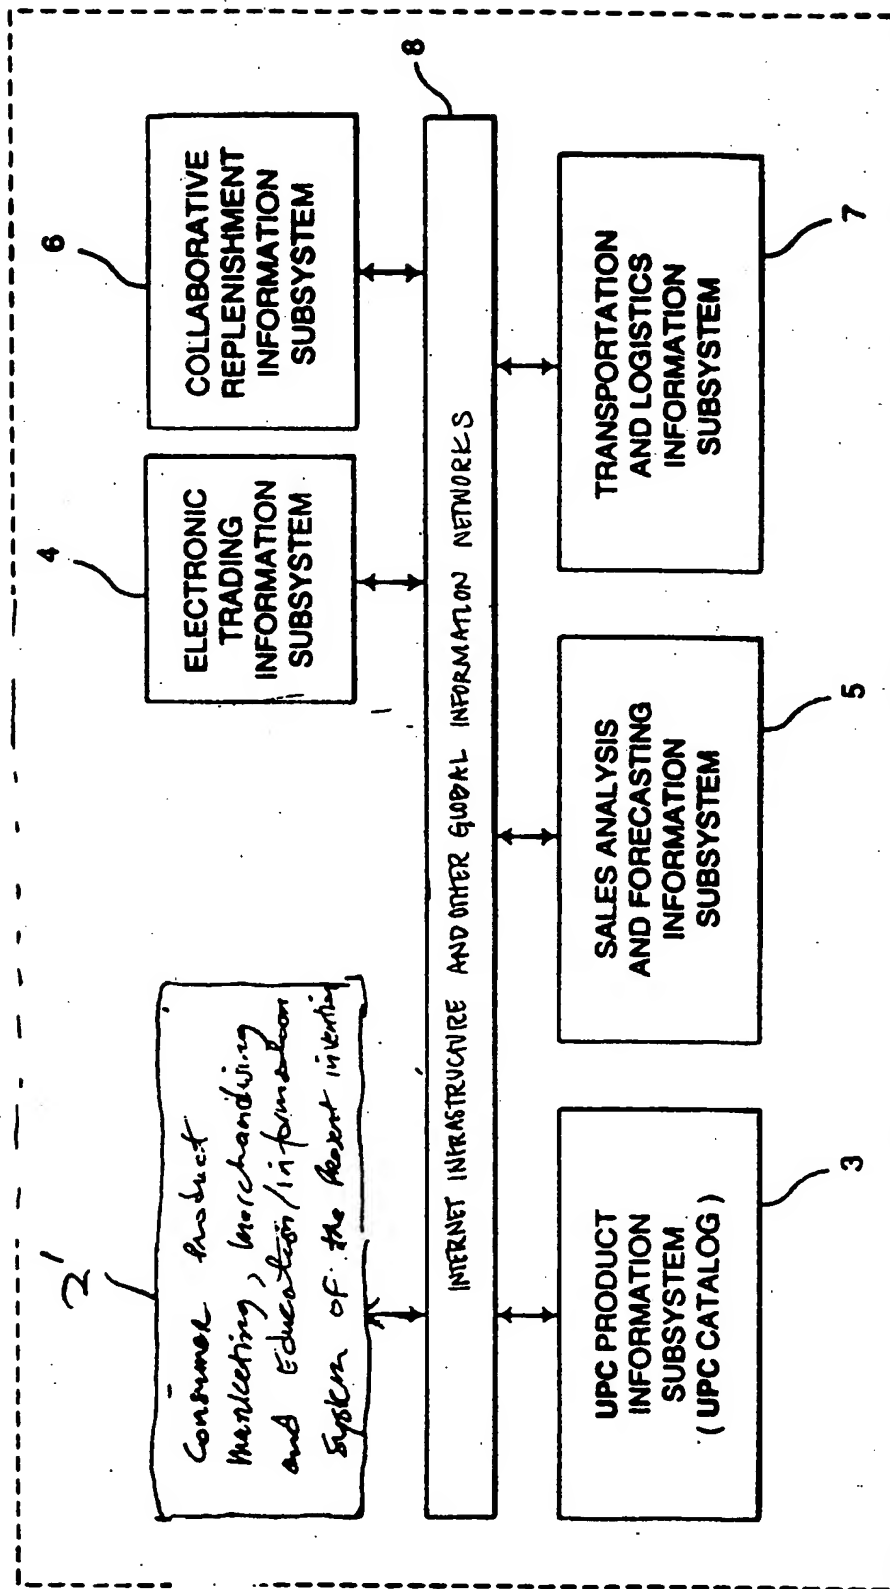 2'
Consumer Product
Marketing, Merchandising
and Education/information
System of the Present invention
4
ELECTRONIC
TRADING
INFORMATION
SUBSYSTEM
6
COLLABORATIVE
REPLENISHMENT
INFORMATION
SUBSYSTEM
INTERNET INFRASTRUCTURE AND OTHER GLOBAL INFORMATION NETWORKS
8
UPC PRODUCT
INFORMATION
SUBSYSTEM
( UPC CATALOG )
3
SALES ANALYSIS
AND FORECASTING
INFORMATION
SUBSYSTEM
5
TRANSPORTATION
AND LOGISTICS
INFORMATION
SUBSYSTEM
7